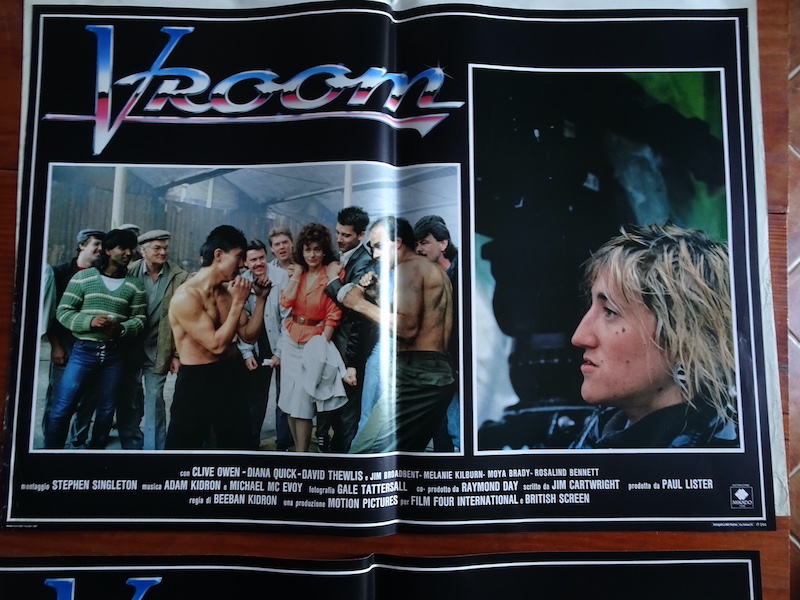 VROOM
con CLIVE OWEN - DIANA QUICK - DAVID THEWLIS e JIM BROADBENT - MELANIE KILBURN - MOYA BRADY - ROSALIND BENNETT
montaggio STEPHEN SINGLETON musica ADAM KIDRON e MICHAEL MC EVOY fotografia GALE TATTERSALL co-prodotto da RAYMOND DAY scritto da JIM CARTWRIGHT prodotto da PAUL LISTER
regia di BEEBAN KIDRON una produzione MOTION PICTURES per FILM FOUR INTERNATIONAL e BRITISH SCREEN
MIKADO
VROOM